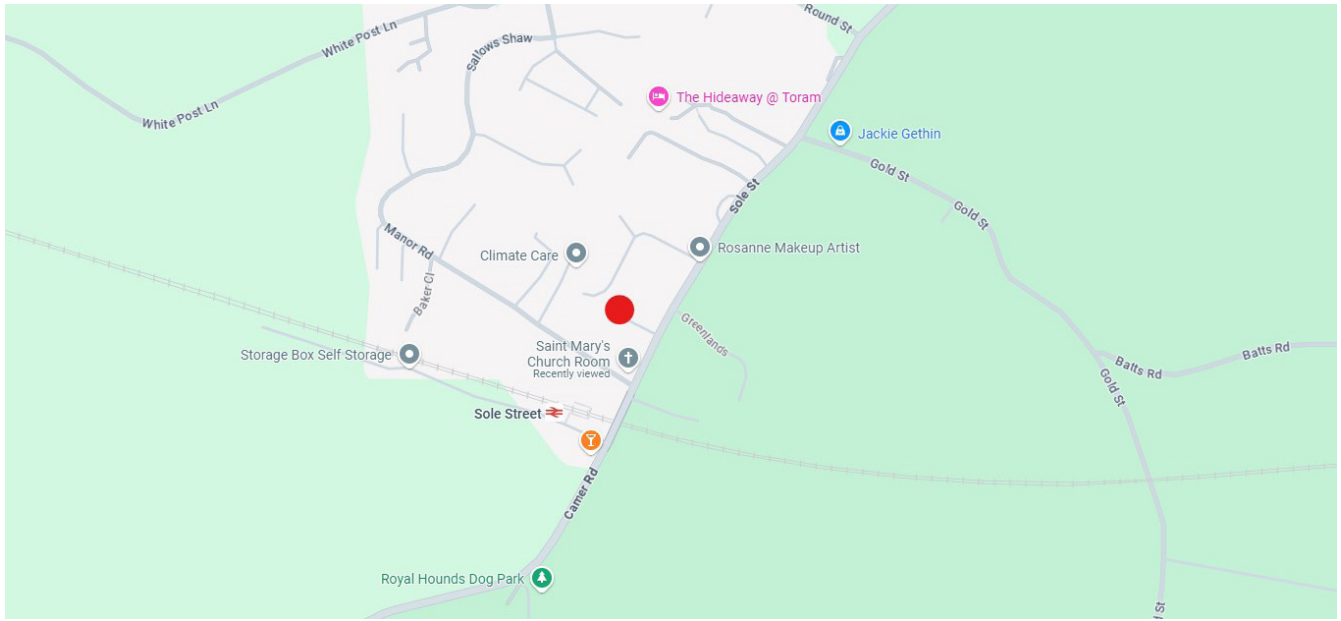 Round St
White Post Ln
Sallows Shaw
The Hideaway @ Toram
White Post Ln
Jackie Gethin
Gold St
Sole St
Gold St
Manor Rd
Climate Care
Rosanne Makeup Artist
Baker Cl
Greenlands
Saint Mary's
Church Room
Recently viewed
Storage Box Self Storage
Batts Rd
Batts Rd
Gold St
Sole Street
Camer Rd
Royal Hounds Dog Park
St